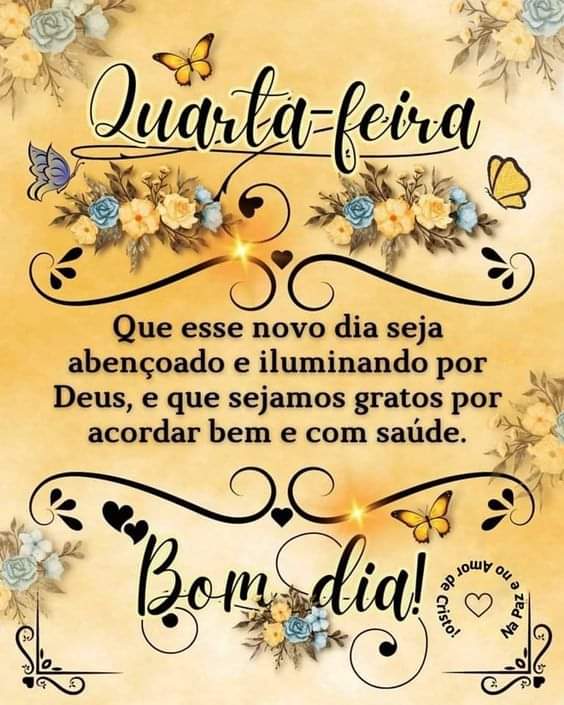 Quarta-feira
Que esse novo dia seja
abençoado e iluminando por
Deus, e que sejamos gratos por
acordar bem e com saúde.
Bom dia!
Na Paz e no Amor de Cristo!